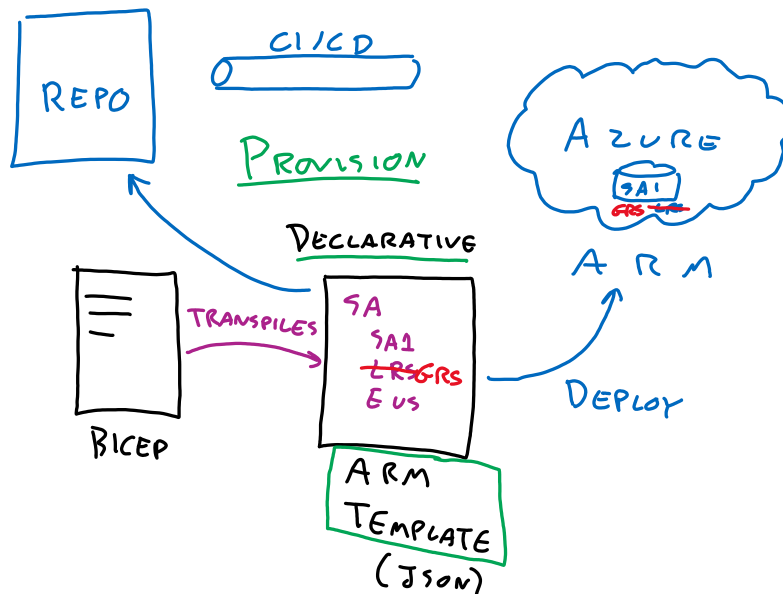 CI/CD
REPO
AZURE
PROVISION
SA1
GRS LRS
DECLARATIVE
ARM
SA
TRANSPILES
SA1
LRS GRS
EUS
DEPLOY
BICEP
ARM
TEMPLATE
(JSON)